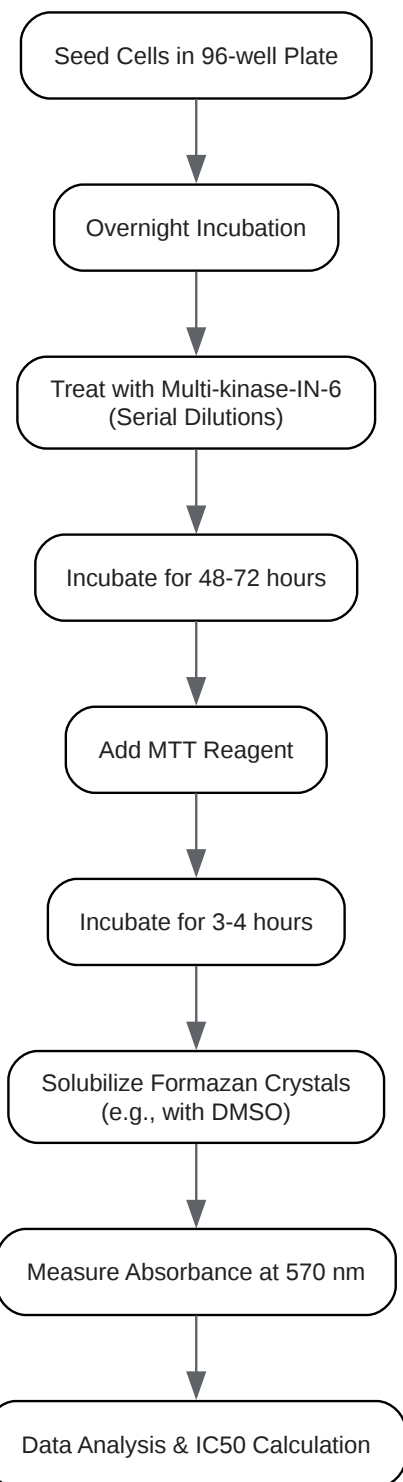 Seed Cells in 96-well Plate
Overnight Incubation
Treat with Multi-kinase-IN-6
(Serial Dilutions)
Incubate for 48-72 hours
Add MTT Reagent
Incubate for 3-4 hours
Solubilize Formazan Crystals
(e.g., with DMSO)
Measure Absorbance at 570 nm
Data Analysis & IC50 Calculation